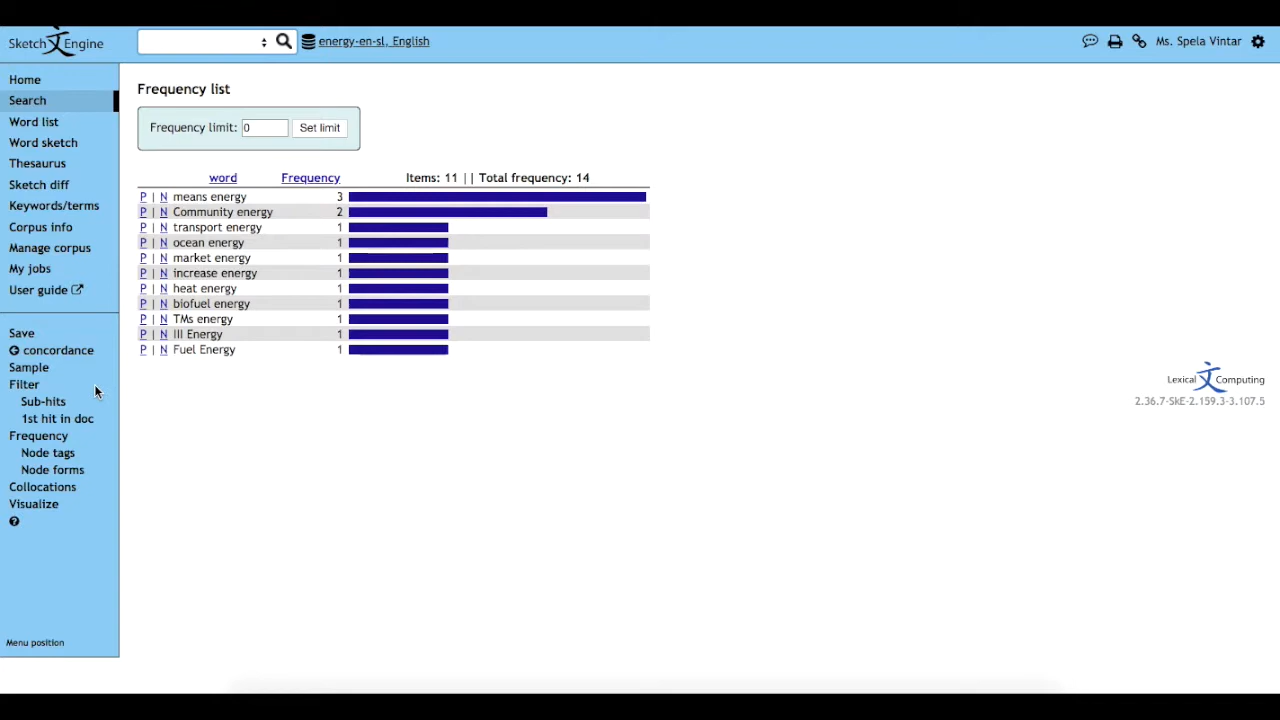 Sketch 文 Engine
energy-en-sl, English
Ms. Spela Vintar
Home
Search
Word list
Word sketch
Thesaurus
Sketch diff
Keywords/terms
Corpus info
Manage corpus
My jobs
User guide
Save
concordance
Sample
Filter
Sub-hits
1st hit in doc
Frequency
Node tags
Node forms
Collocations
Visualize
?
Menu position
Frequency list
Frequency limit: 0 Set limit
word Frequency Items: 11 || Total frequency: 14
P | N means energy 3
P | N Community energy 2
P | N transport energy 1
P | N ocean energy 1
P | N market energy 1
P | N increase energy 1
P | N heat energy 1
P | N biofuel energy 1
P | N TMs energy 1
P | N III Energy 1
P | N Fuel Energy 1
Lexical 文 Computing
2.36.7-SkE-2.159.3-3.107.5